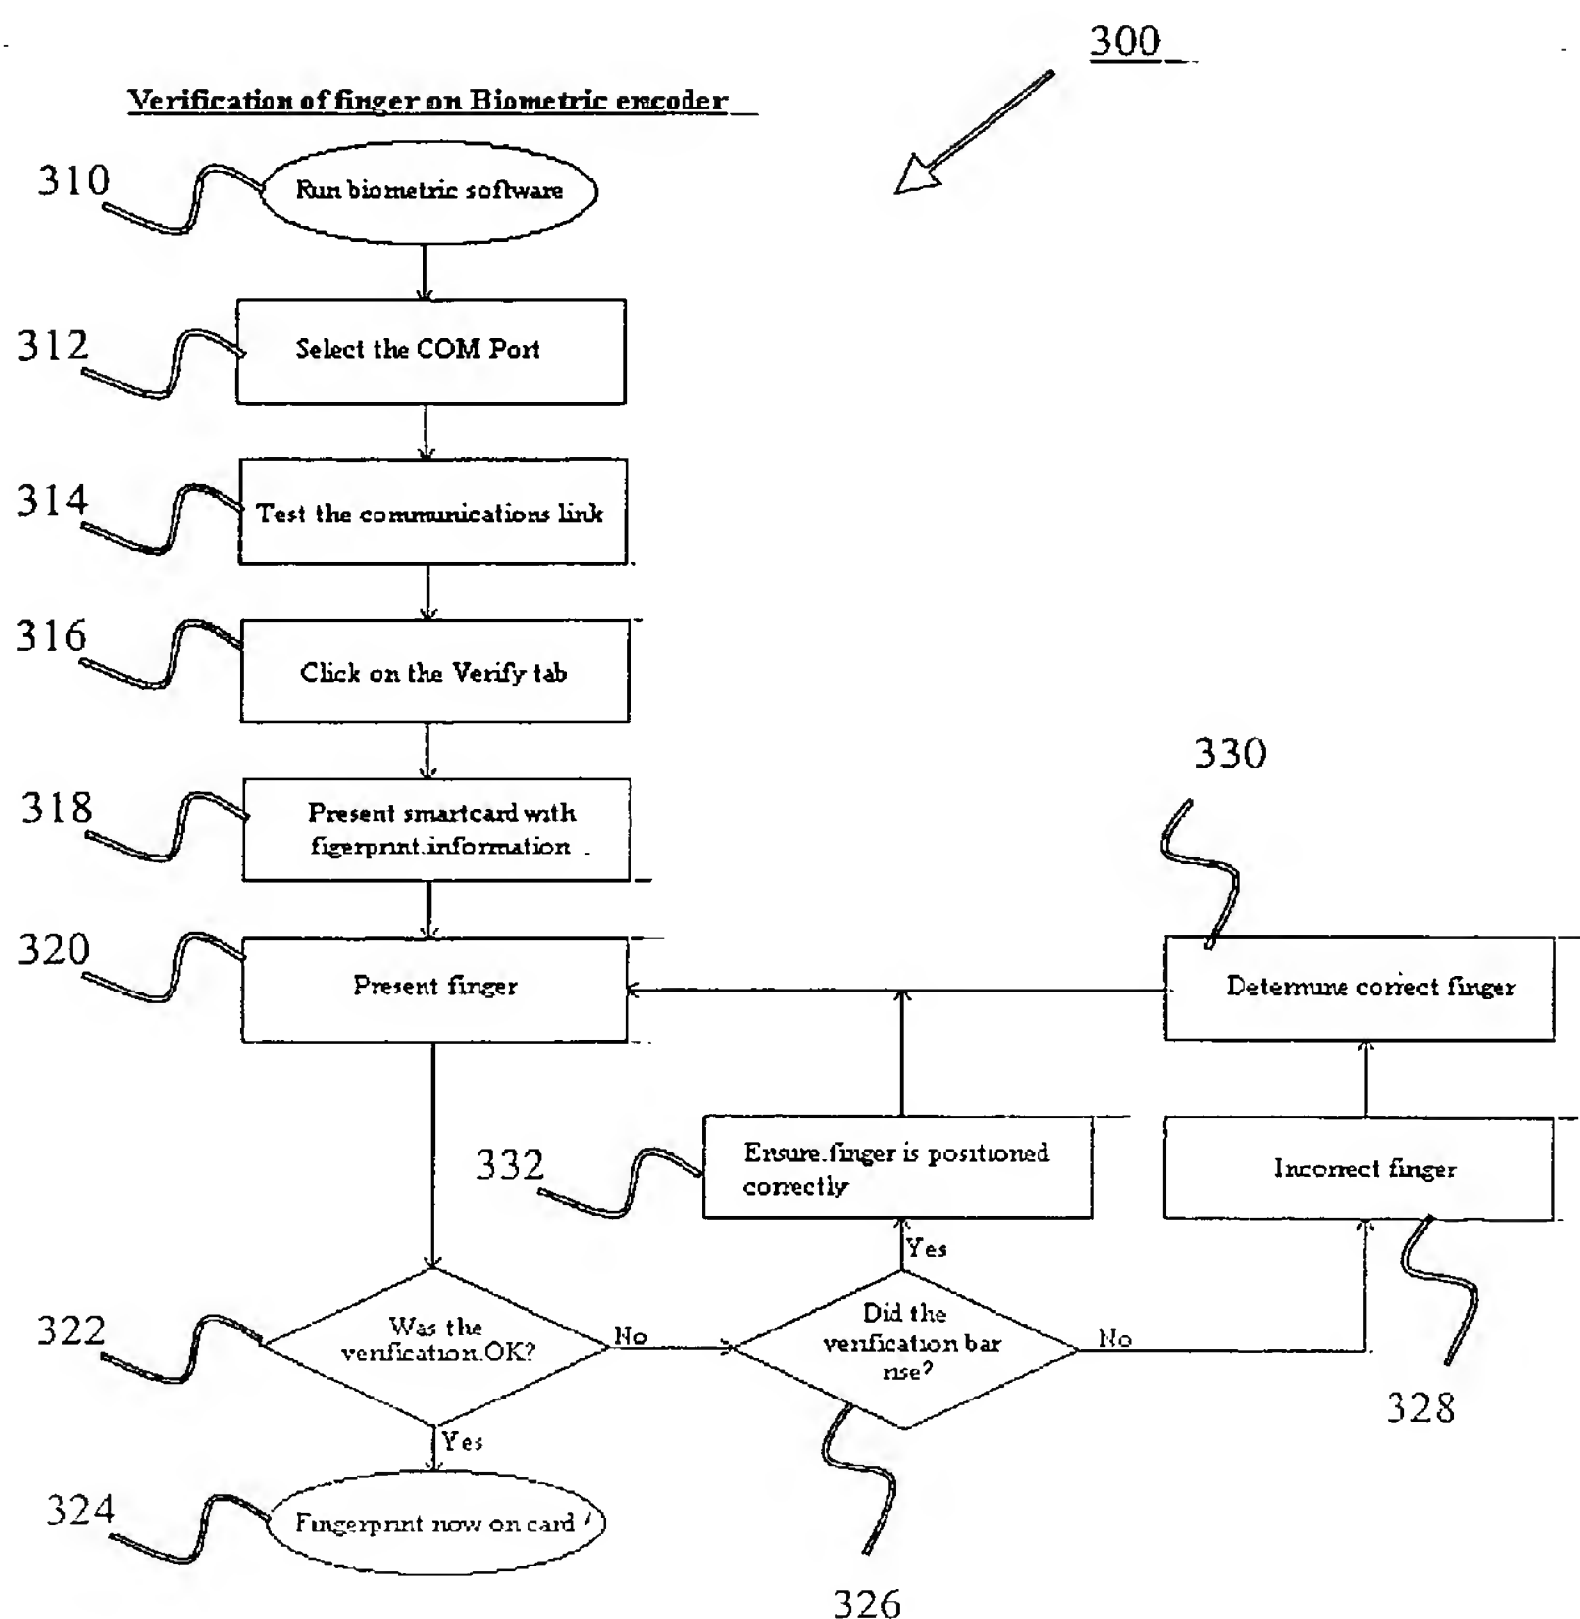 300
Verification of finger on Biometric encoder
310
Run biometric software
312
Select the COM Port
314
Test the communications link
316
Click on the Verify tab
318
Present smartcard with
figerprint.information
320
Present finger
330
Determine correct finger
332
Ensure.finger is positioned
correctly
Incorrect finger
328
322
Was the
verification.OK?
No
Yes
Did the
verification bar
rise?
Yes
No
326
324
Fingerprint now on card